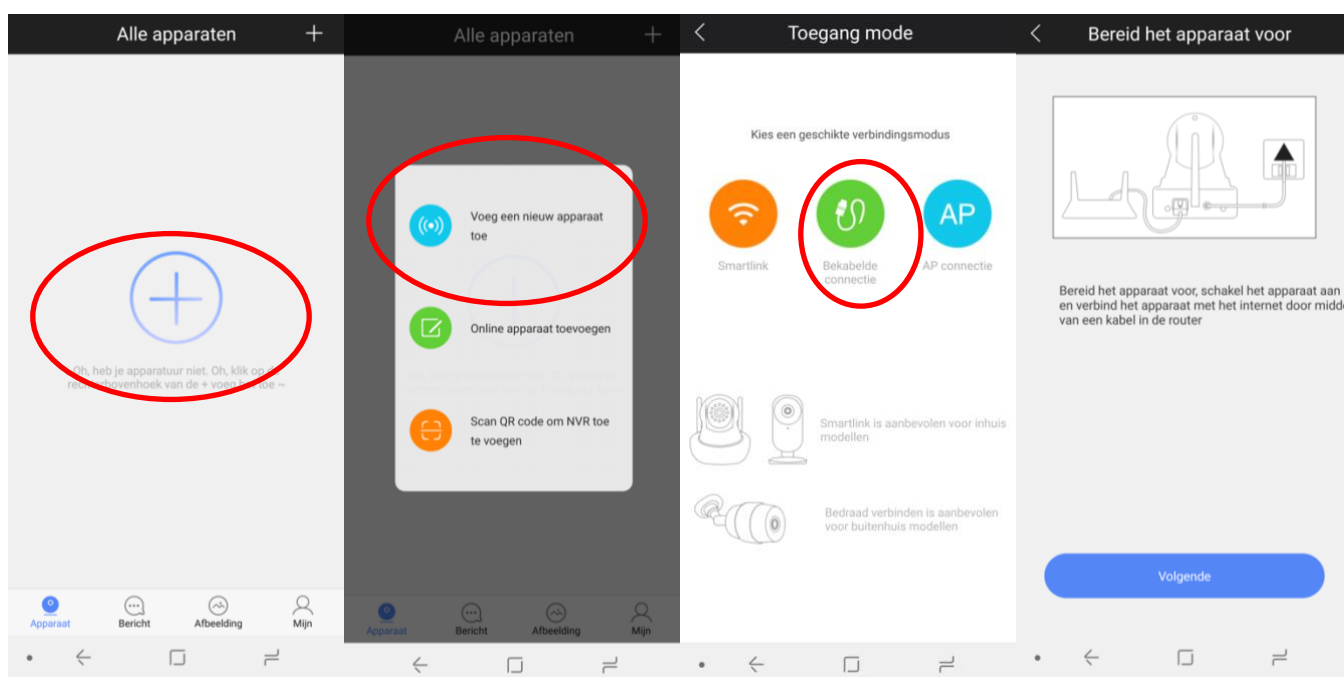 Alle apparaten +
Oh, heb je apparatuur niet. Oh, klik op de
rechterbovenhoek van de + voeg het toe ~
Apparaat
Bericht
Afbeelding
Mijn
Alle apparaten +
Voeg een nieuw apparaat
toe
Online apparaat toevoegen
Scan QR code om NVR toe
te voegen
Apparaat
Bericht
Afbeelding
Mijn
Toegang mode
Kies een geschikte verbindingsmodus
AP
Smartlink
Bekabelde
connectie
AP connectie
Smartlink is aanbevolen voor inhuis
modellen
Bedraad verbinden is aanbevolen
voor buitenhuis modellen
Bereid het apparaat voor
Bereid het apparaat voor, schakel het apparaat aan
en verbind het apparaat met het internet door midde
van een kabel in de router
Volgende